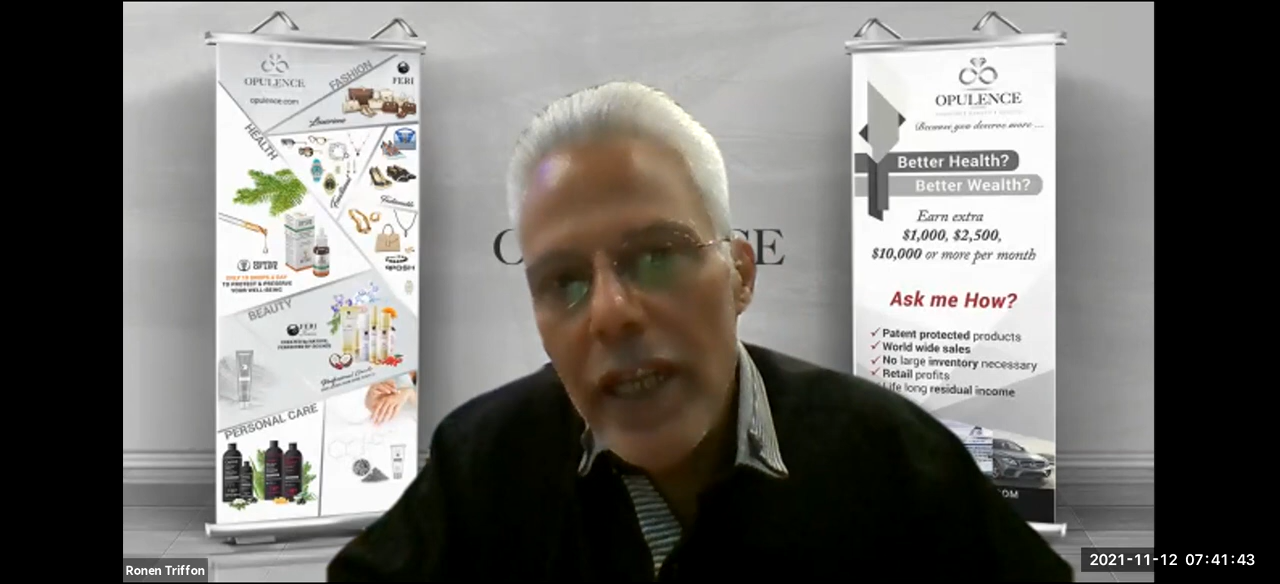 OPULENCE
opulence.com
FASHION
FERI
HEALTH
ONLY 10 DROPS A DAY
TO PROTECT & PRESERVE
YOUR WELL-BEING
BEAUTY
FERI
PERSONAL CARE
OPULENCE
Because you deserve more ...
Better Health?
Better Wealth?
Earn extra
$1,000, $2,500,
$10,000 or more per month
Ask me How?
Patent protected products
World wide sales
No large inventory necessary
Retail profits
Life long residual income
Ronen Triffon
2021-11-12 07:41:43